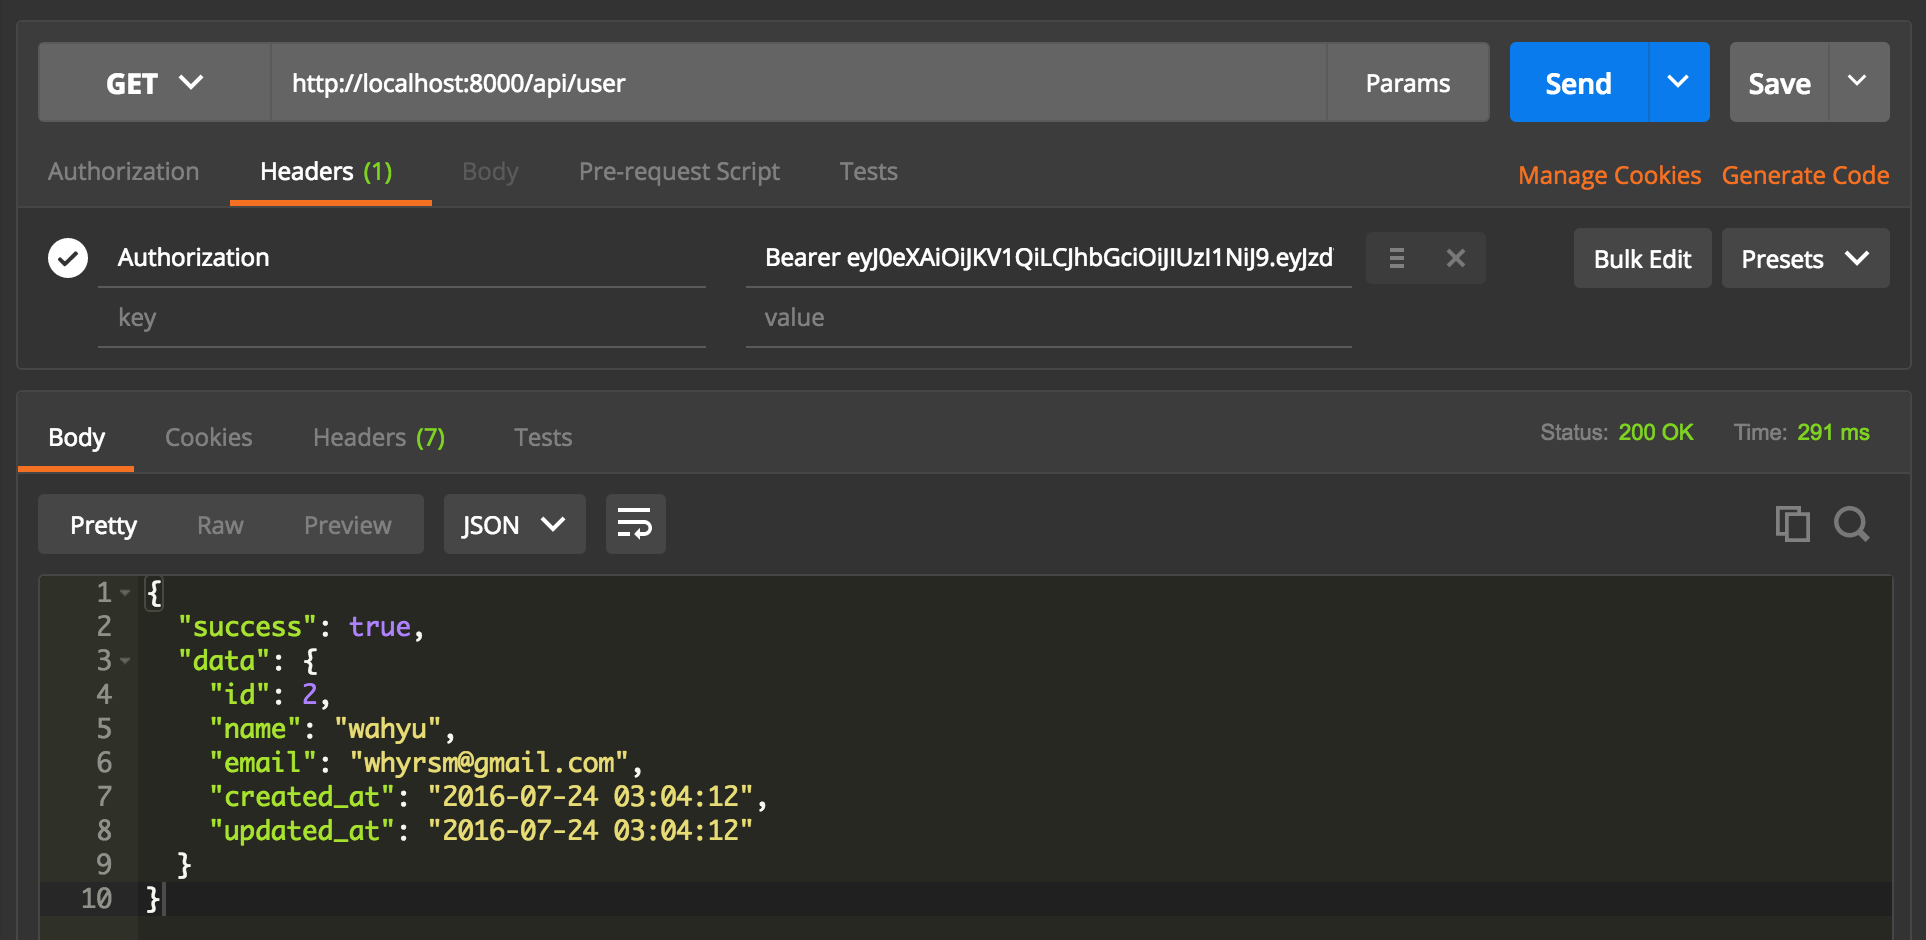 GET http://localhost:8000/api/user Params Send Save
Authorization Headers (1) Body Pre-request Script Tests Manage Cookies Generate Code
Authorization Bearer eyJ0eXAiOiJKV1QiLCJhbGciOiJIUzI1NiJ9.eyJzd Bulk Edit Presets
key value
Body Cookies Headers (7) Tests Status: 200 OK Time: 291 ms
Pretty Raw Preview JSON
1 {
2 "success": true,
3 "data": {
4 "id": 2,
5 "name": "wahyu",
6 "email": "whyrsm@gmail.com",
7 "created_at": "2016-07-24 03:04:12",
8 "updated_at": "2016-07-24 03:04:12"
9 }
10 }